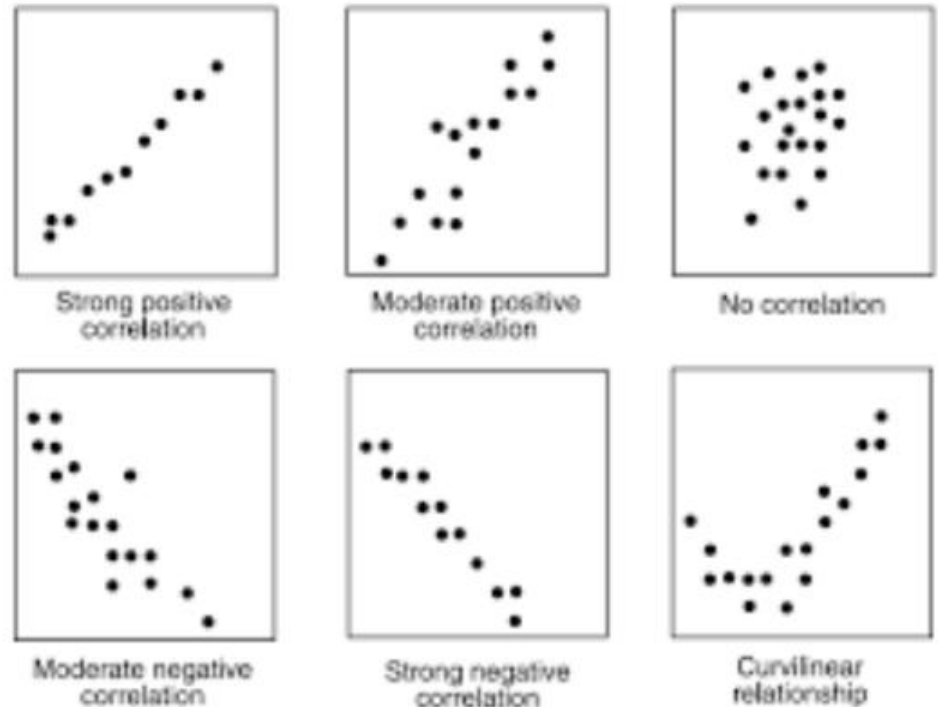 Strong positive
correlation
Moderate positive
correlation
No correlation
Moderate negative
correlation
Strong negative
correlation
Curvilinear
relationship